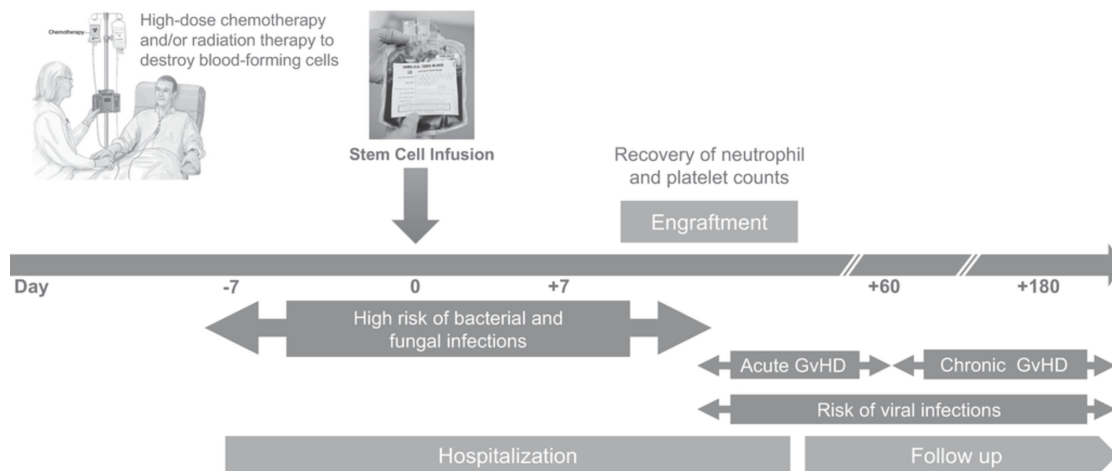 Chemotherapy
High-dose chemotherapy
and/or radiation therapy to
destroy blood-forming cells
Stem Cell Infusion
Recovery of neutrophil
and platelet counts
Engraftment
Day -7 0 +7 +60 +180
High risk of bacterial and
fungal infections
Acute GvHD Chronic GvHD
Risk of viral infections
Hospitalization Follow up